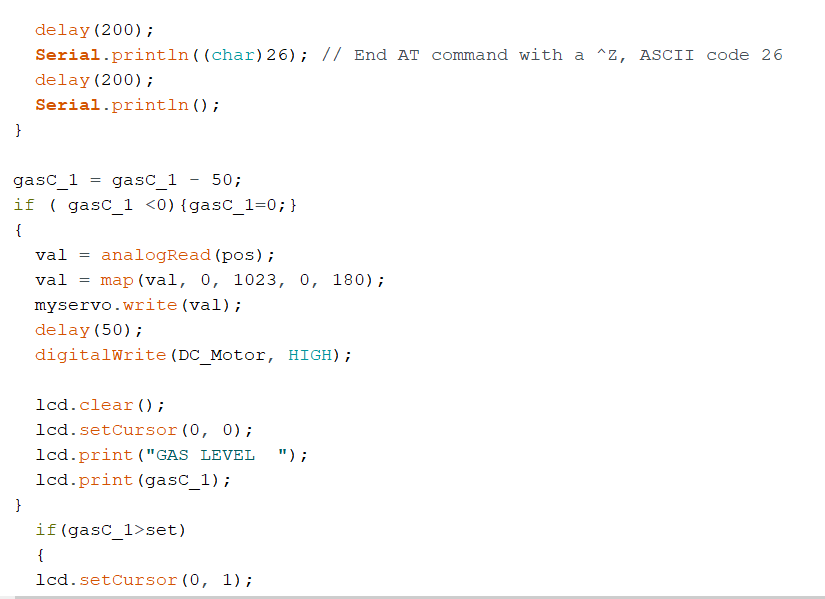 delay(200);
Serial.println((char)26); // End AT command with a ^Z, ASCII code 26
delay(200);
Serial.println();
}
gasC_1 = gasC_1 - 50;
if ( gasC_1 <0){gasC_1=0;}
{
val = analogRead(pos);
val = map(val, 0, 1023, 0, 180);
myservo.write(val);
delay(50);
digitalWrite(DC_Motor, HIGH);
lcd.clear();
lcd.setCursor(0, 0);
lcd.print("GAS LEVEL  ");
lcd.print(gasC_1);
}
if(gasC_1>set)
{
lcd.setCursor(0, 1);